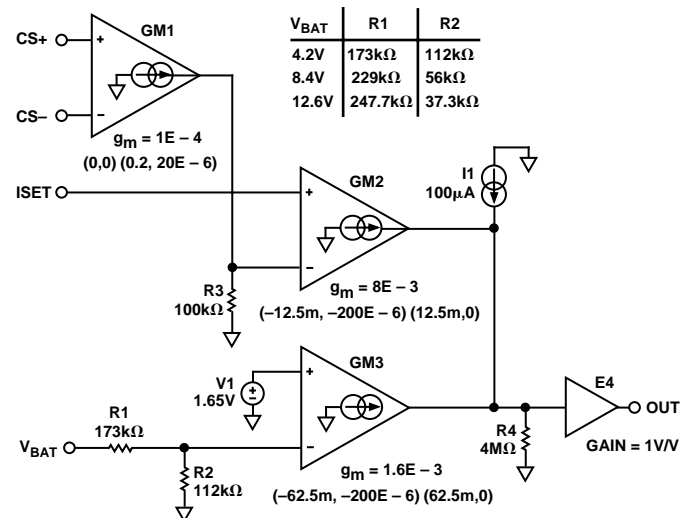 V_BAT R1 R2
4.2V 173kΩ 112kΩ
8.4V 229kΩ 56kΩ
12.6V 247.7kΩ 37.3kΩ
CS+
CS–
+
–
GM1
g_m = 1E – 4
(0,0) (0.2, 20E – 6)
ISET
+
–
GM2
g_m = 8E – 3
(–12.5m, –200E – 6) (12.5m,0)
I1
100µA
R3
100kΩ
V1
1.65V
+
–
+
–
GM3
g_m = 1.6E – 3
(–62.5m, –200E – 6) (62.5m,0)
V_BAT
R1
173kΩ
R2
112kΩ
R4
4MΩ
E4
OUT
GAIN = 1V/V